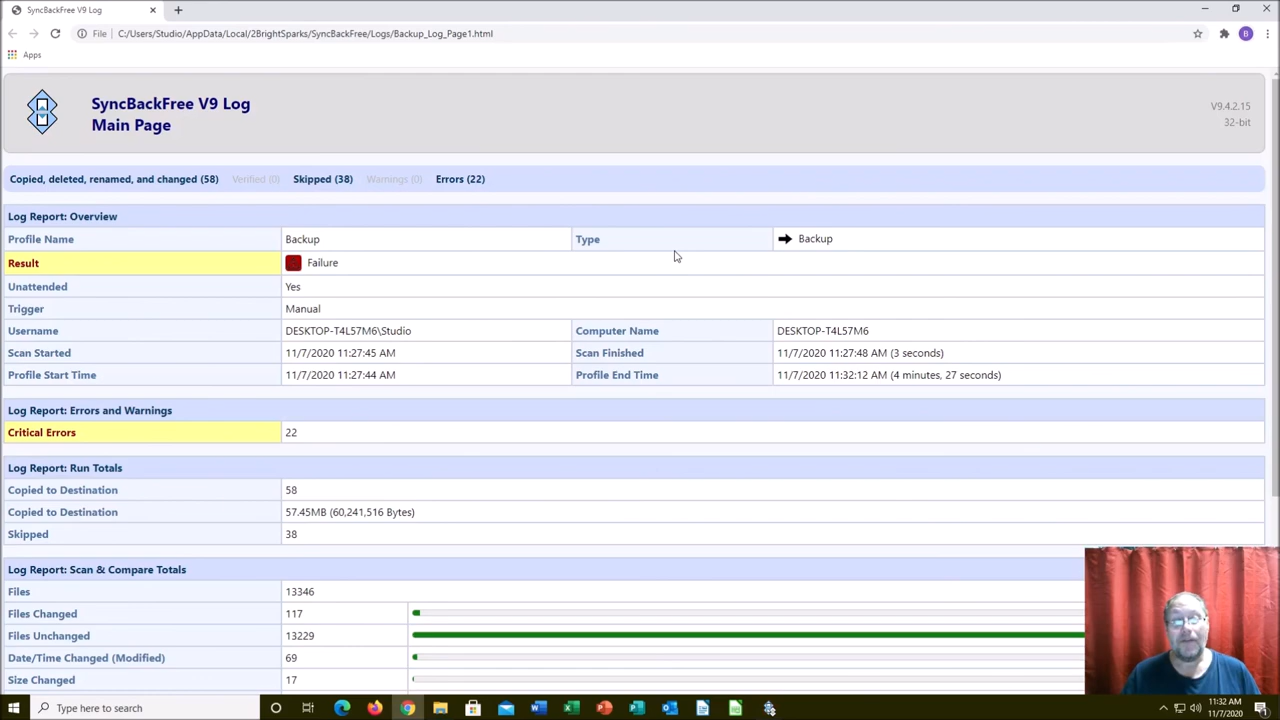 SyncBackFree V9 Log
File C:/Users/Studio/AppData/Local/2BrightSparks/SyncBackFree/Logs/Backup_Log_Page1.html
B
Apps
SyncBackFree V9 Log
Main Page
V9.4.2.15
32-bit
Copied, deleted, renamed, and changed (58) Verified (0) Skipped (38) Warnings (0) Errors (22)
Log Report: Overview
Profile Name Backup Type Backup
Result Failure
Unattended Yes
Trigger Manual
Username DESKTOP-T4L57M6\Studio Computer Name DESKTOP-T4L57M6
Scan Started 11/7/2020 11:27:45 AM Scan Finished 11/7/2020 11:27:48 AM (3 seconds)
Profile Start Time 11/7/2020 11:27:44 AM Profile End Time 11/7/2020 11:32:12 AM (4 minutes, 27 seconds)
Log Report: Errors and Warnings
Critical Errors 22
Log Report: Run Totals
Copied to Destination 58
Copied to Destination 57.45MB (60,241,516 Bytes)
Skipped 38
Log Report: Scan & Compare Totals
Files 13346
Files Changed 117
Files Unchanged 13229
Date/Time Changed (Modified) 69
Size Changed 17
Type here to search
11:32 AM
11/7/2020